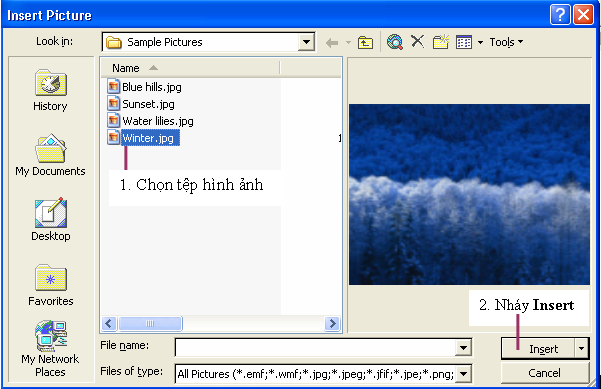 Insert Picture
Look in:
Sample Pictures
Tools
Name
Blue hills.jpg
Sunset.jpg
Water lilies.jpg
Winter.jpg
1
1. Chọn tệp hình ảnh
History
My Documents
Desktop
Favorites
My Network
Places
2. Nháy Insert
File name:
Insert
Files of type:
All Pictures (*.emf;*.wmf;*.jpg;*.jpeg;*.jfif;*.jpe;*.png;
Cancel